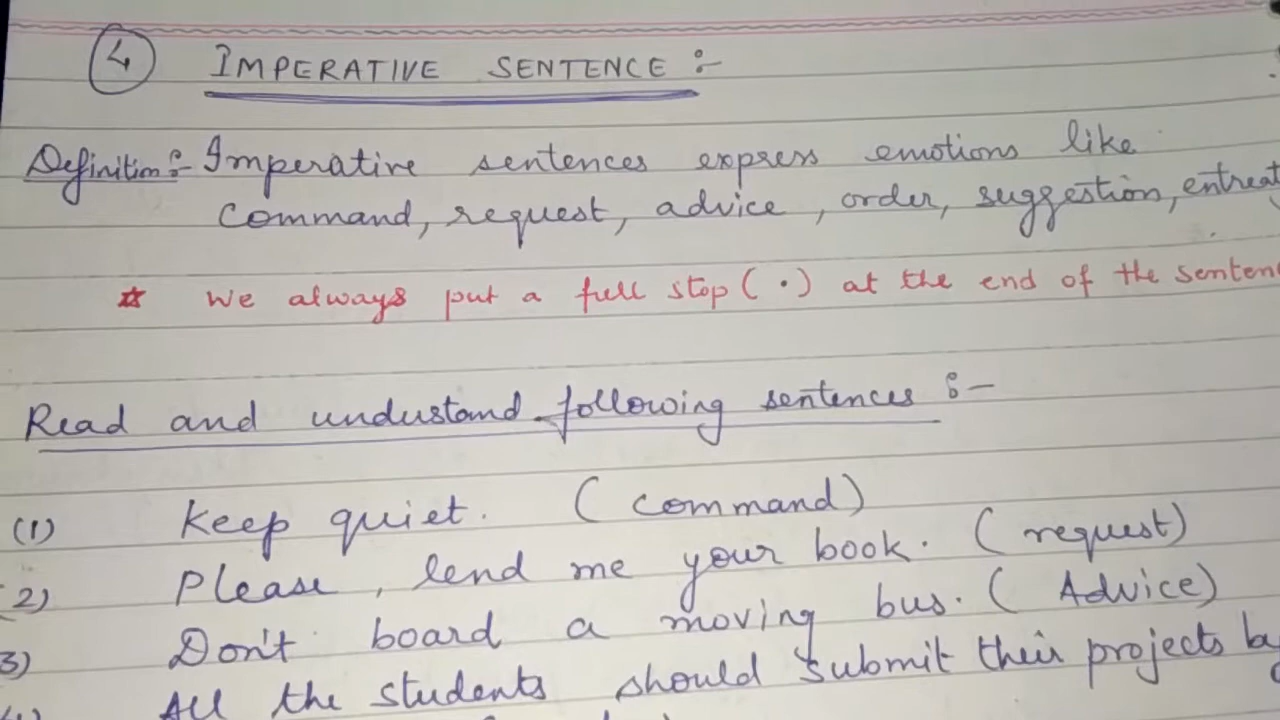 4 IMPERATIVE SENTENCE :-
Definition :- Imperative sentences express emotions like
command, request, advice, order, suggestion, entreat
☆ We always put a full stop (.) at the end of the senten
Read and understand following sentences :-
(1) Keep quiet. (command)
(2) Please, lend me your book. (request)
3) Don't board a moving bus. (Advice)
All the students should submit their projects by